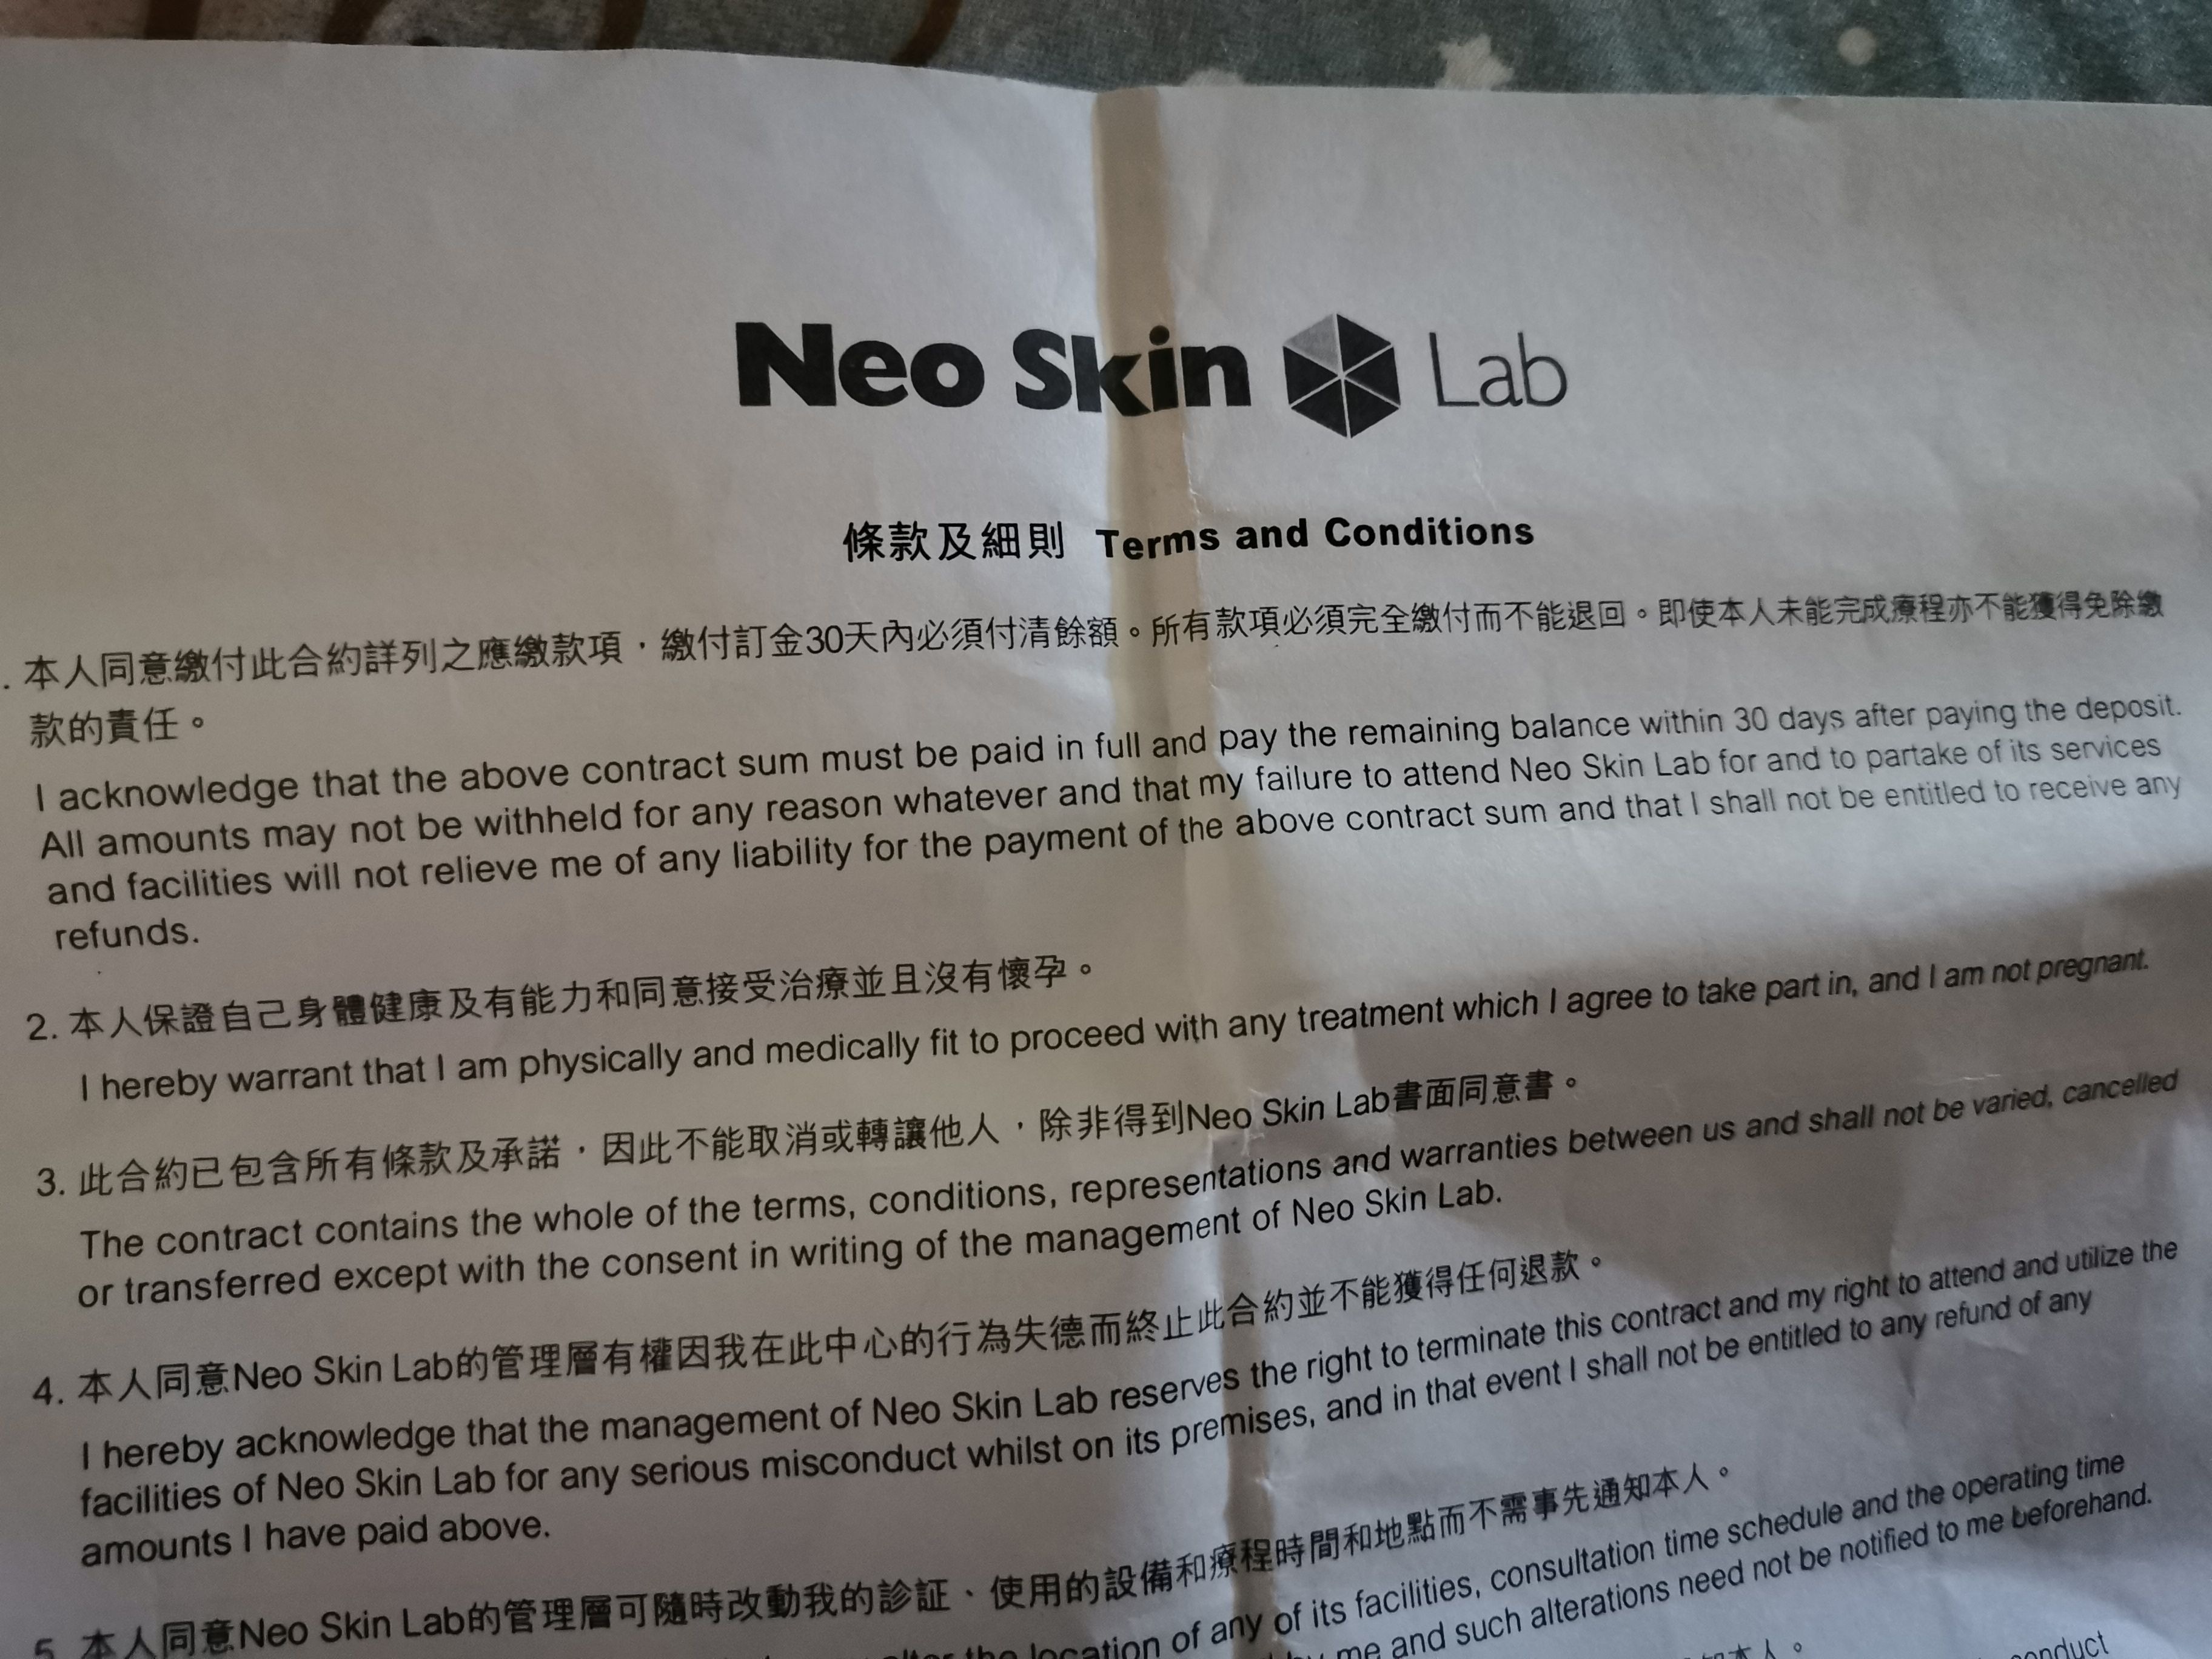 Neo Skin Lab
條款及細則 Terms and Conditions
. 本人同意繳付此合約詳列之應繳款項，繳付訂金30天內必須付清餘額。所有款項必須完全繳付而不能退回。即使本人未能完成療程亦不能獲得免除繳
款的責任。
I acknowledge that the above contract sum must be paid in full and pay the remaining balance within 30 days after paying the deposit.
All amounts may not be withheld for any reason whatever and that my failure to attend Neo Skin Lab for and to partake of its services
and facilities will not relieve me of any liability for the payment of the above contract sum and that I shall not be entitled to receive any
refunds.
2. 本人保證自己身體健康及有能力和同意接受治療並且沒有懷孕。
I hereby warrant that I am physically and medically fit to proceed with any treatment which I agree to take part in, and I am not pregnant.
3. 此合約已包含所有條款及承諾，因此不能取消或轉讓他人，除非得到Neo Skin Lab書面同意書。
The contract contains the whole of the terms, conditions, representations and warranties between us and shall not be varied, cancelled
or transferred except with the consent in writing of the management of Neo Skin Lab.
4. 本人同意Neo Skin Lab的管理層有權因我在此中心的行為失德而終止此合約並不能獲得任何退款。
I hereby acknowledge that the management of Neo Skin Lab reserves the right to terminate this contract and my right to attend and utilize the
facilities of Neo Skin Lab for any serious misconduct whilst on its premises, and in that event I shall not be entitled to any refund of any
amounts I have paid above.
5. 本人同意Neo Skin Lab的管理層可隨時改動我的診証、使用的設備和療程時間和地點而不需事先通知本人。
alter the location of any of its facilities, consultation time schedule and the operating time
by me and such alterations need not be notified to me beforehand.
知本人。
conduct